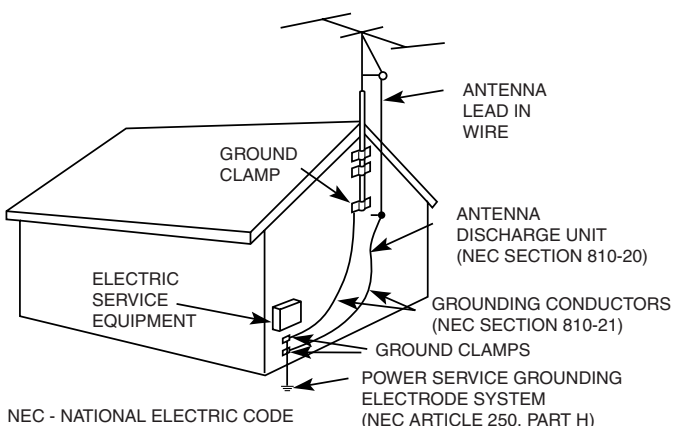 ANTENNA
LEAD IN
WIRE
GROUND
CLAMP
ANTENNA
DISCHARGE UNIT
(NEC SECTION 810-20)
ELECTRIC
SERVICE
EQUIPMENT
GROUNDING CONDUCTORS
(NEC SECTION 810-21)
GROUND CLAMPS
POWER SERVICE GROUNDING
ELECTRODE SYSTEM
(NEC ARTICLE 250, PART H)
NEC - NATIONAL ELECTRIC CODE